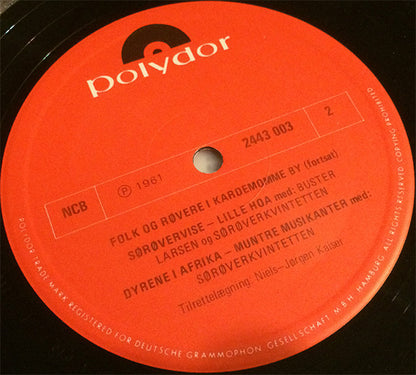 polydor
NCB
℗ 1961
2443 003
2
FOLK OG RØVERE I KARDEMOMME BY (fortsat)
SØRØVERVISE – LILLE HOA med: BUSTER
LARSEN og SØRØVERKVINTETTEN
DYRENE I AFRIKA – MUNTRE MUSIKANTER med:
SØRØVERKVINTETTEN
Tilrettelægning: Niels-Jørgen Kaiser
POLYDOR TRADE MARK REGISTERED FOR DEUTSCHE GRAMMOPHON GESELLSCHAFT M.B.H. HAMBURG ALL RIGHTS RESERVED COPYING PROHIBITED